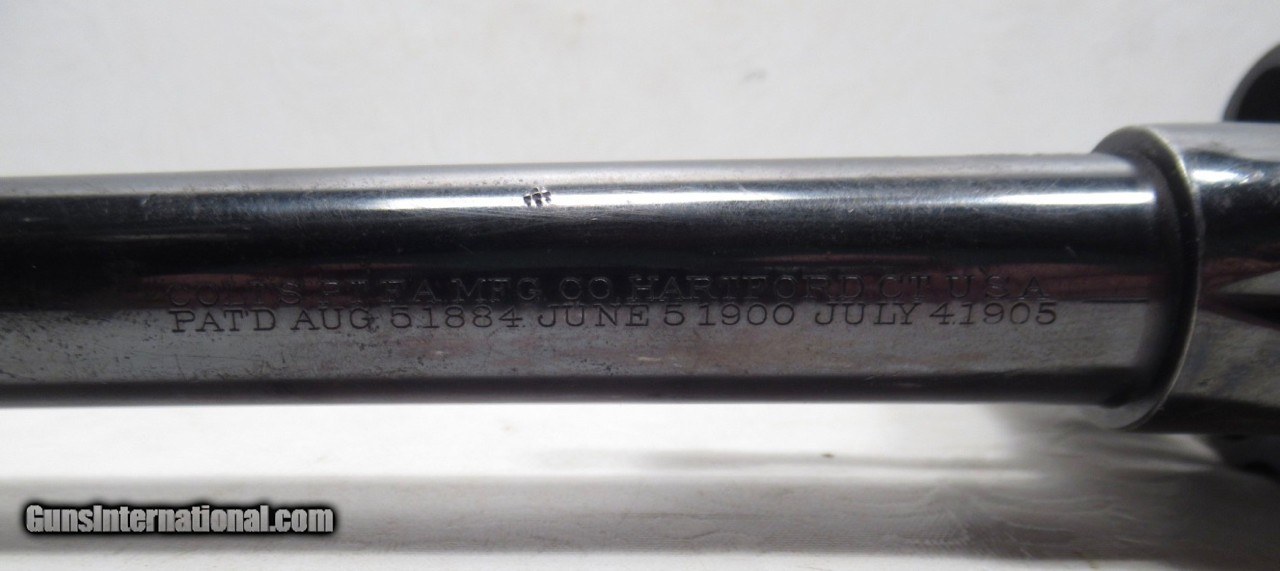 COLT'S PT. F.A. MFG. CO. HARTFORD CT. U.S.A.
PAT'D AUG. 5 1884 JUNE 5 1900 JULY 4.1905
GunsInternational.com